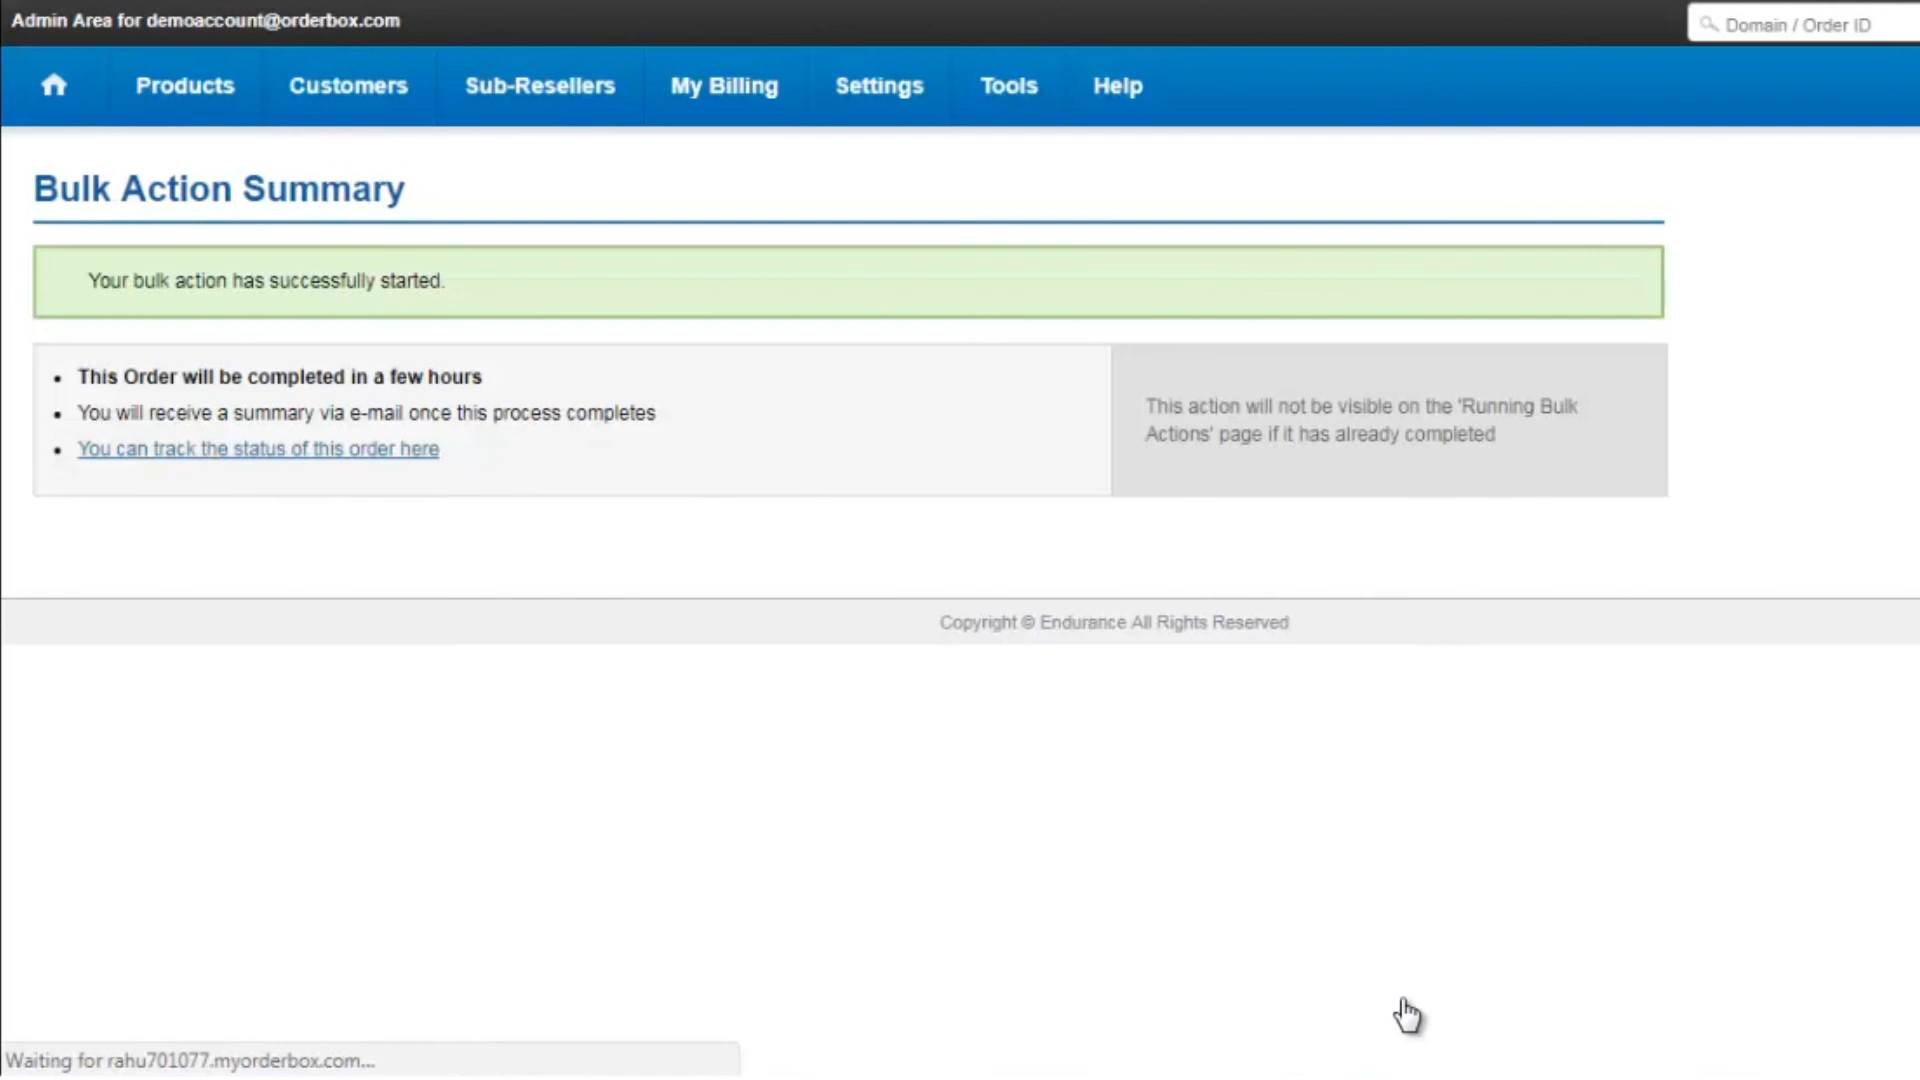 Admin Area for demoaccount@orderbox.com
Domain / Order ID
Products Customers Sub-Resellers My Billing Settings Tools Help
Bulk Action Summary
Your bulk action has successfully started.
This Order will be completed in a few hours
You will receive a summary via e-mail once this process completes
You can track the status of this order here
This action will not be visible on the 'Running Bulk
Actions' page if it has already completed
Copyright © Endurance All Rights Reserved
Waiting for rahu701077.myorderbox.com...